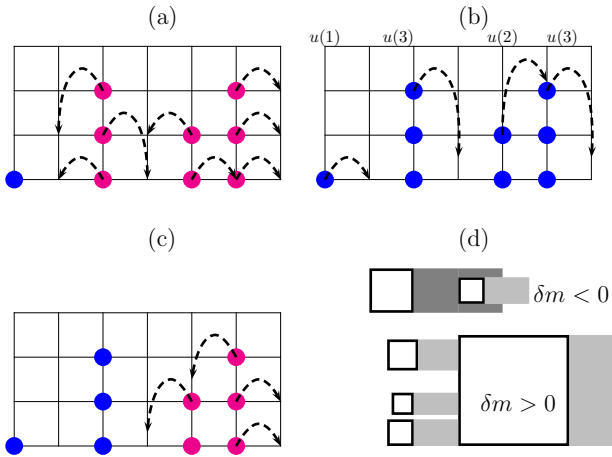 (a) (b)
u(1) u(3) u(2) u(3)
(c) (d)
δm < 0
δm > 0